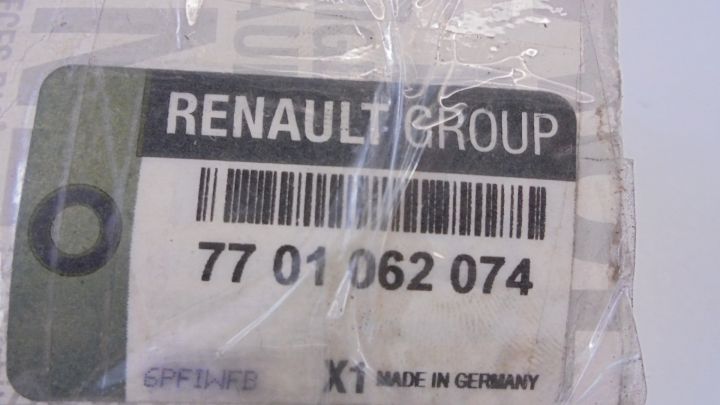 RENAULT GROUP
77 01 062 074
6PFIWFB X1 MADE IN GERMANY